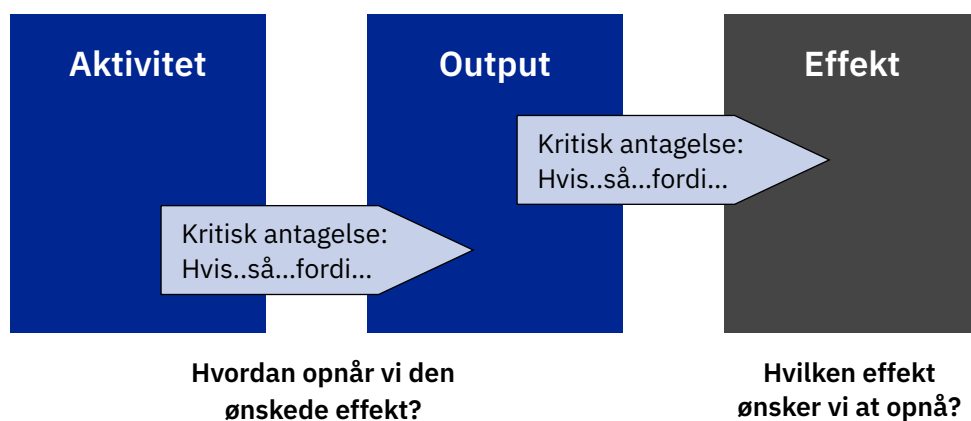 Aktivitet
Output
Effekt
Kritisk antagelse:
Hvis..så...fordi...
Kritisk antagelse:
Hvis..så...fordi...
Hvordan opnår vi den
ønskede effekt?
Hvilken effekt
ønsker vi at opnå?